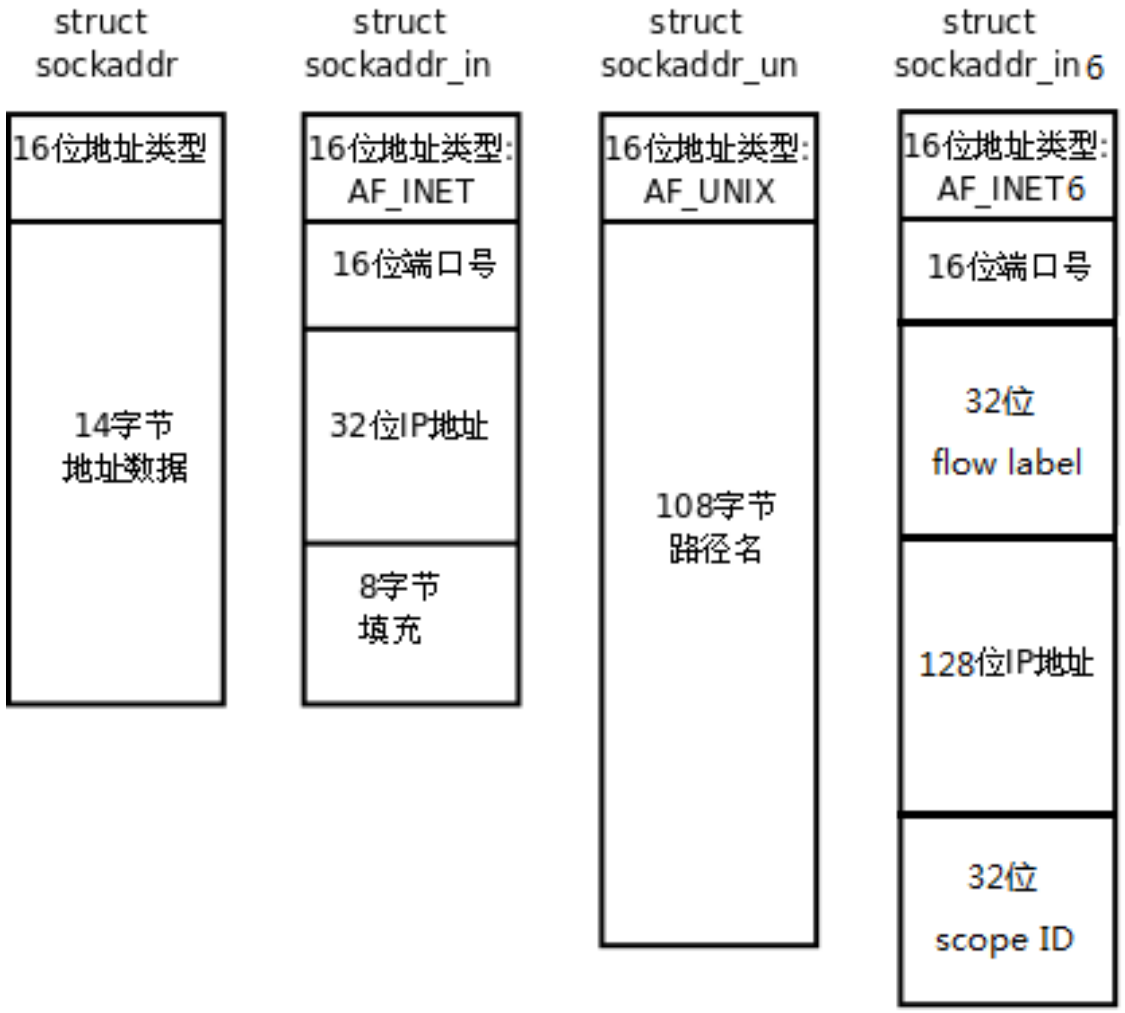 struct
sockaddr
16位地址类型
14字节
地址数据
struct
sockaddr_in
16位地址类型:
AF_INET
16位端口号
32位IP地址
8字节
填充
struct
sockaddr_un
16位地址类型:
AF_UNIX
108字节
路径名
struct
sockaddr_in6
16位地址类型:
AF_INET6
16位端口号
32位
flow label
128位IP地址
32位
scope ID